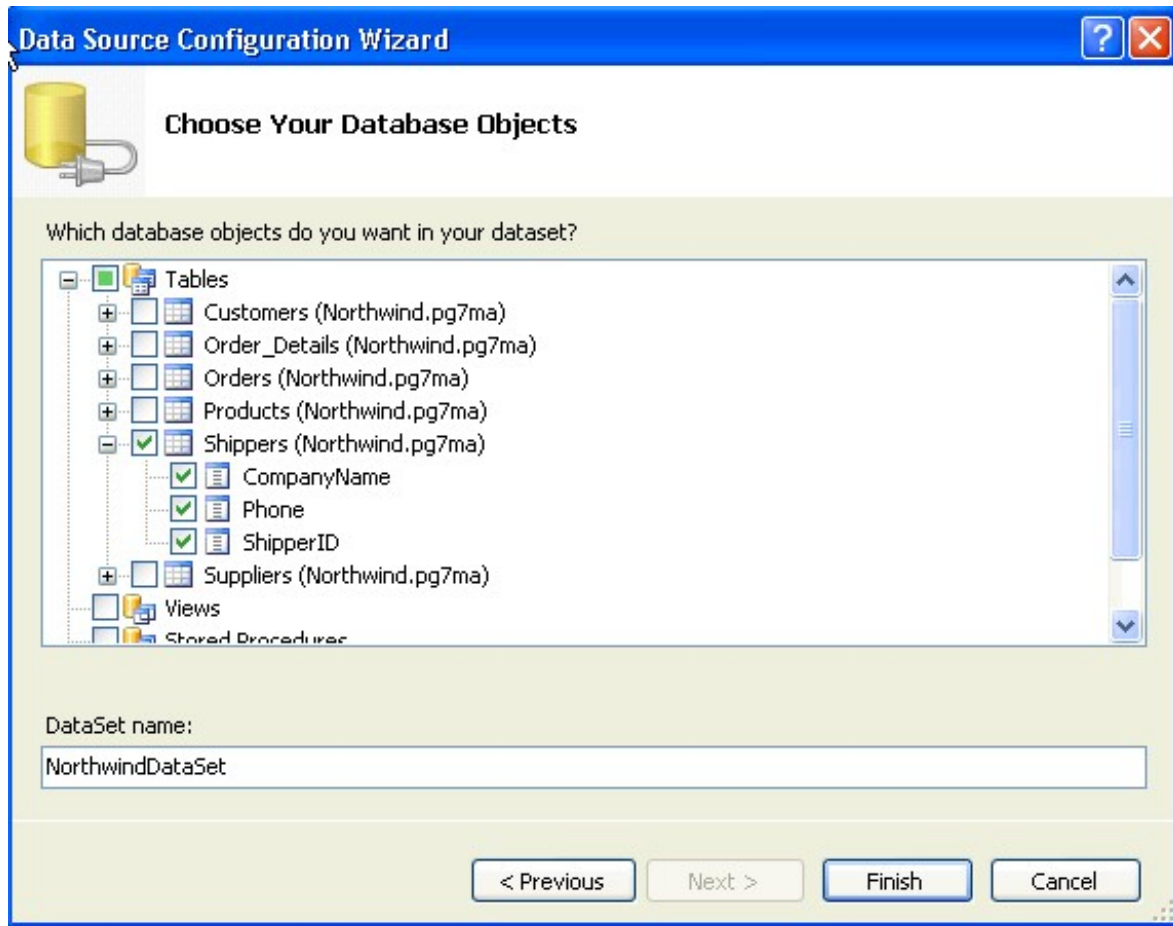 Data Source Configuration Wizard
Choose Your Database Objects
Which database objects do you want in your dataset?
Tables
Customers (Northwind.pg7ma)
Order_Details (Northwind.pg7ma)
Orders (Northwind.pg7ma)
Products (Northwind.pg7ma)
Shippers (Northwind.pg7ma)
CompanyName
Phone
ShipperID
Suppliers (Northwind.pg7ma)
Views
Stored Procedures
DataSet name:
NorthwindDataSet
< Previous
Next >
Finish
Cancel